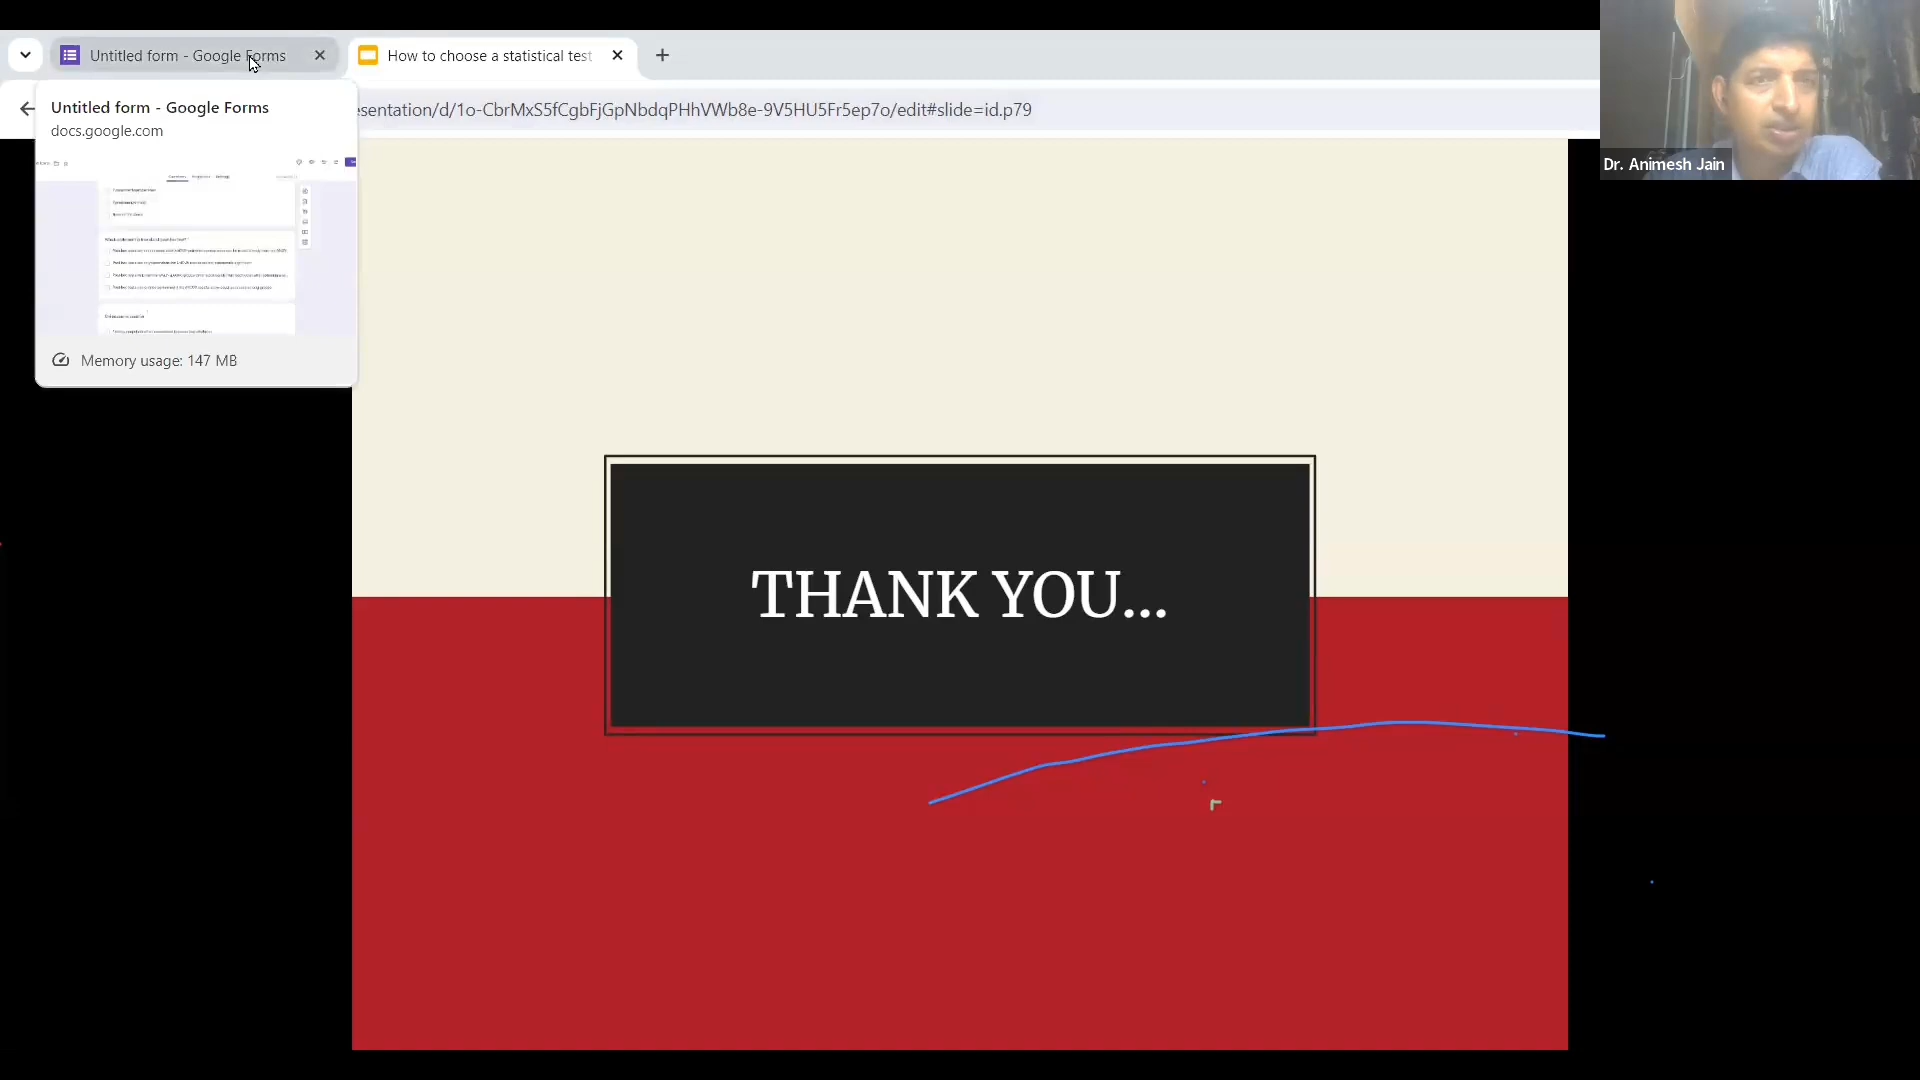 Untitled form - Google Forms
How to choose a statistical test
esentation/d/1o-CbrMxS5fCgbFjGpNbdqPHhVWb8e-9V5HU5Fr5ep7o/edit#slide=id.p79
Untitled form - Google Forms
docs.google.com
Memory usage: 147 MB
Dr. Animesh Jain
THANK YOU...